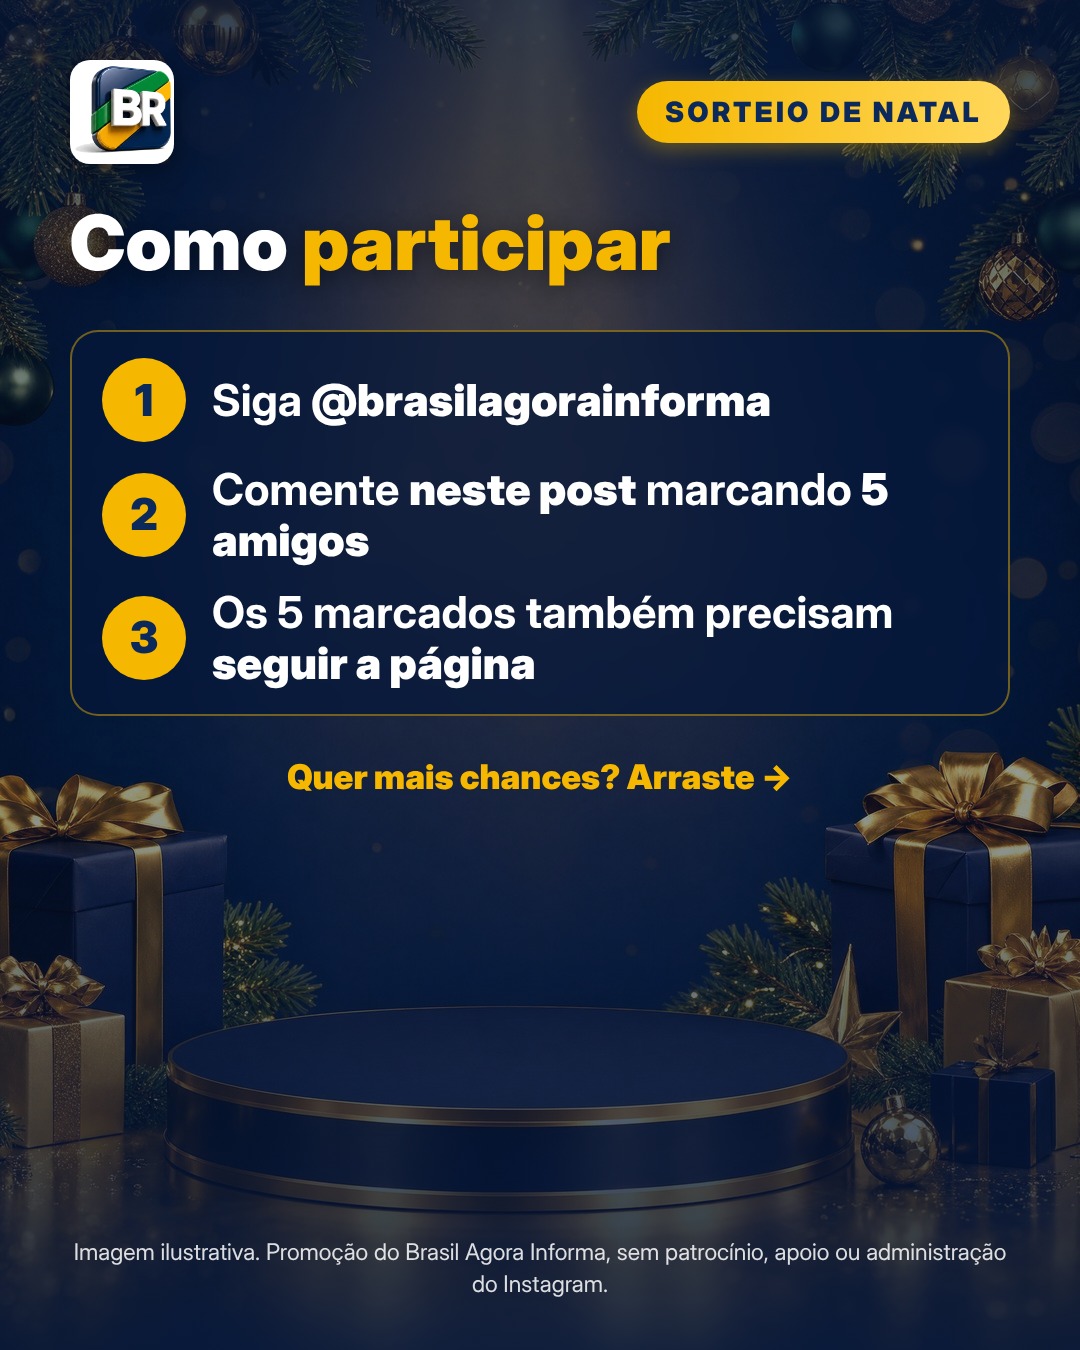 BR
SORTEIO DE NATAL
Como participar
1
Siga @brasilagorainforma
2
Comente neste post marcando 5
amigos
3
Os 5 marcados também precisam
seguir a página
Quer mais chances? Arraste →
Imagem ilustrativa. Promoção do Brasil Agora Informa, sem patrocínio, apoio ou administração
do Instagram.